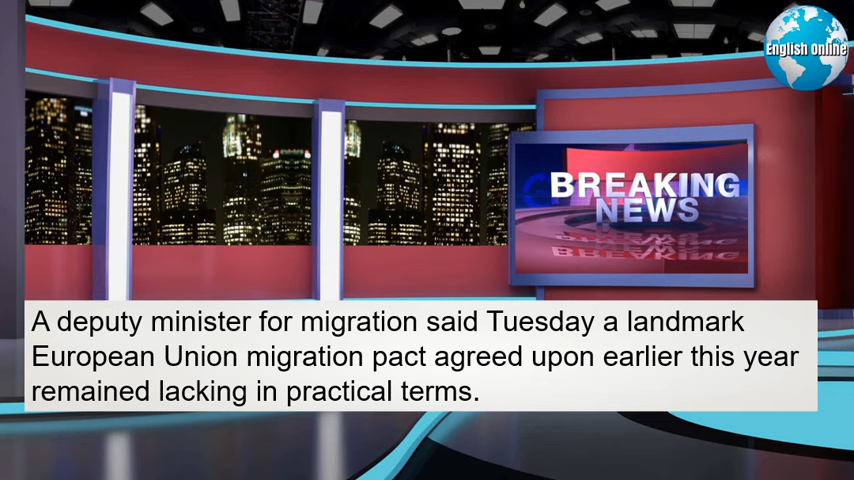 English Online
BREAKING
NEWS
A deputy minister for migration said Tuesday a landmark
European Union migration pact agreed upon earlier this year
remained lacking in practical terms.